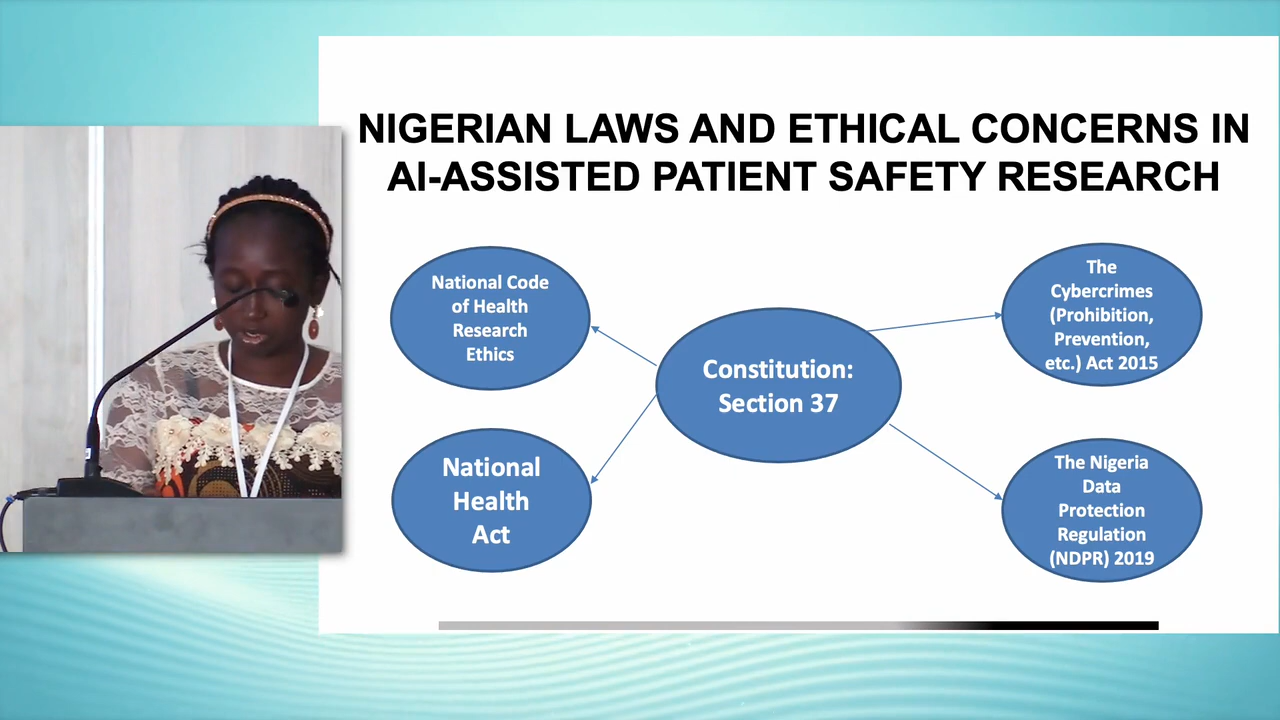 NIGERIAN LAWS AND ETHICAL CONCERNS IN
AI-ASSISTED PATIENT SAFETY RESEARCH
National Code
of Health
Research
Ethics
National
Health
Act
Constitution:
Section 37
The
Cybercrimes
(Prohibition,
Prevention,
etc.) Act 2015
The Nigeria
Data
Protection
Regulation
(NDPR) 2019